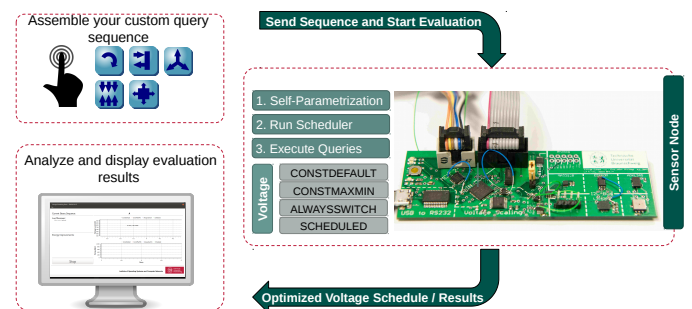 Assemble your custom query
sequence
Send Sequence and Start Evaluation
1. Self-Parametrization
2. Run Scheduler
3. Execute Queries
Voltage
CONSTDEFAULT
CONSTMAXMIN
ALWAYSSWITCH
SCHEDULED
USB to RS232
Voltage Scaling
Sensor Node
Analyze and display evaluation
results
Optimized Voltage Schedule / Results